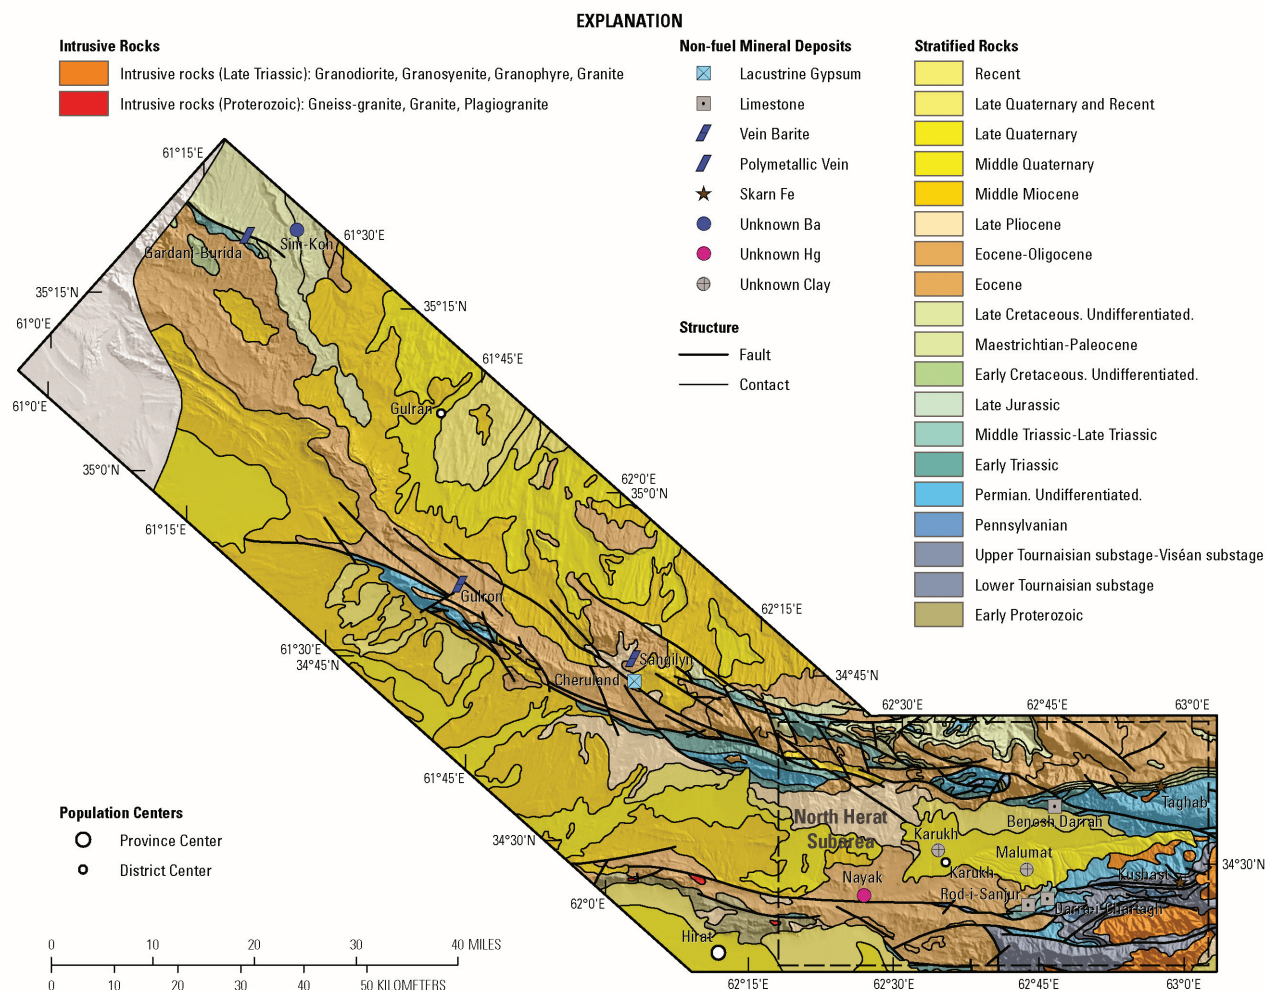 EXPLANATION
Intrusive Rocks
Intrusive rocks (Late Triassic): Granodiorite, Granosyenite, Granophyre, Granite
Intrusive rocks (Proterozoic): Gneiss-granite, Granite, Plagiogranite
Non-fuel Mineral Deposits
Lacustrine Gypsum
Limestone
Vein Barite
Polymetallic Vein
Skarn Fe
Unknown Ba
Unknown Hg
Unknown Clay
Structure
Fault
Contact
Stratified Rocks
Recent
Late Quaternary and Recent
Late Quaternary
Middle Quaternary
Middle Miocene
Late Pliocene
Eocene-Oligocene
Eocene
Late Cretaceous. Undifferentiated.
Maestrichtian-Paleocene
Early Cretaceous. Undifferentiated.
Late Jurassic
Middle Triassic-Late Triassic
Early Triassic
Permian. Undifferentiated.
Pennsylvanian
Upper Tournaisian substage-Viséan substage
Lower Tournaisian substage
Early Proterozoic
61°15'E
Gardani-Burida
Sim-Koh
61°30'E
35°15'N
61°0'E
35°15'N
61°45'E
61°0'E
Gulran
35°0'N
62°0'E
35°0'N
61°15'E
Gulron
62°15'E
61°30'E
34°45'N
Sangilyn
Cheruland
34°45'N
62°30'E
62°45'E
63°0'E
61°45'E
Taghab
Benosh Darrah
North Herat
Subarea
Karukh
34°30'N
Malumat
34°30'N
Karukh
Kushast
Nayak
Rod-i-Sanjur
Darra-i-Chartagh
62°0'E
Hirat
62°15'E
62°30'E
62°45'E
63°0'E
Population Centers
Province Center
District Center
0 10 20 30 40 MILES
0 10 20 30 40 50 KILOMETERS